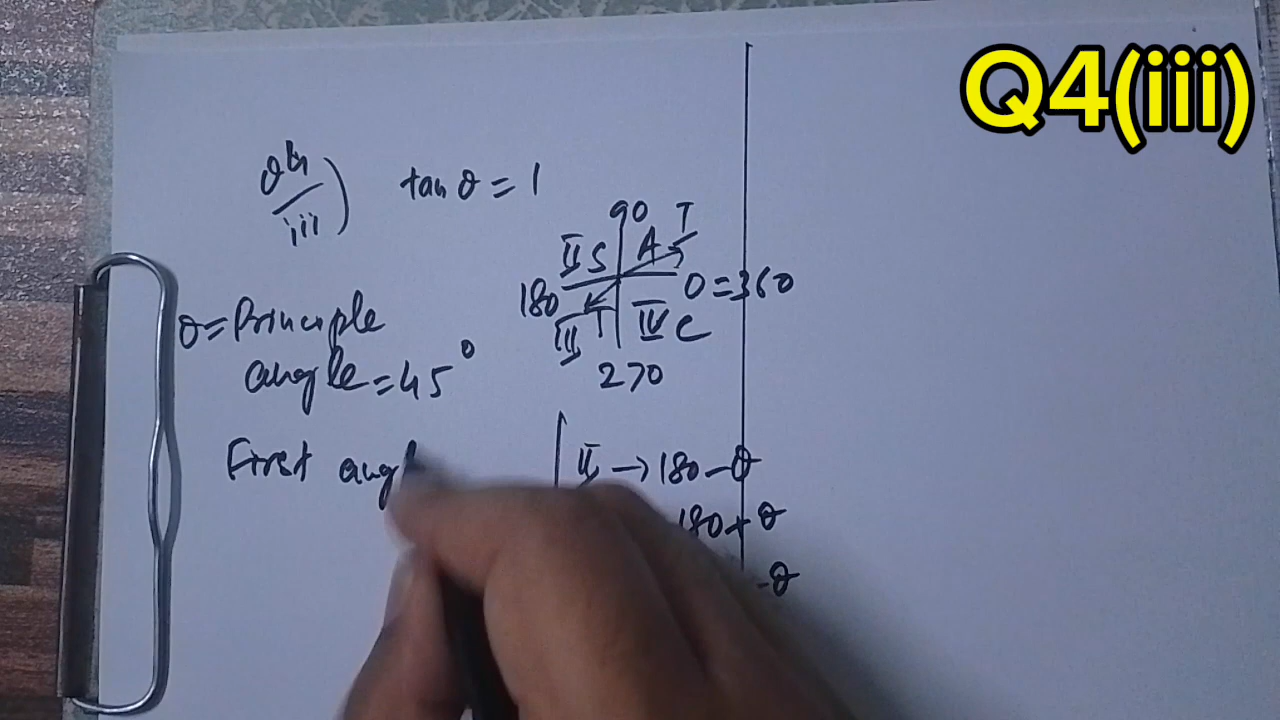 Q4(iii)
Q4/iii) tan θ = 1
90 T
II S A
180 0 = 360
III T IV C
270
θ = Principle
angle = 45°
First angl
II → 180 - θ
180 + θ
- θ